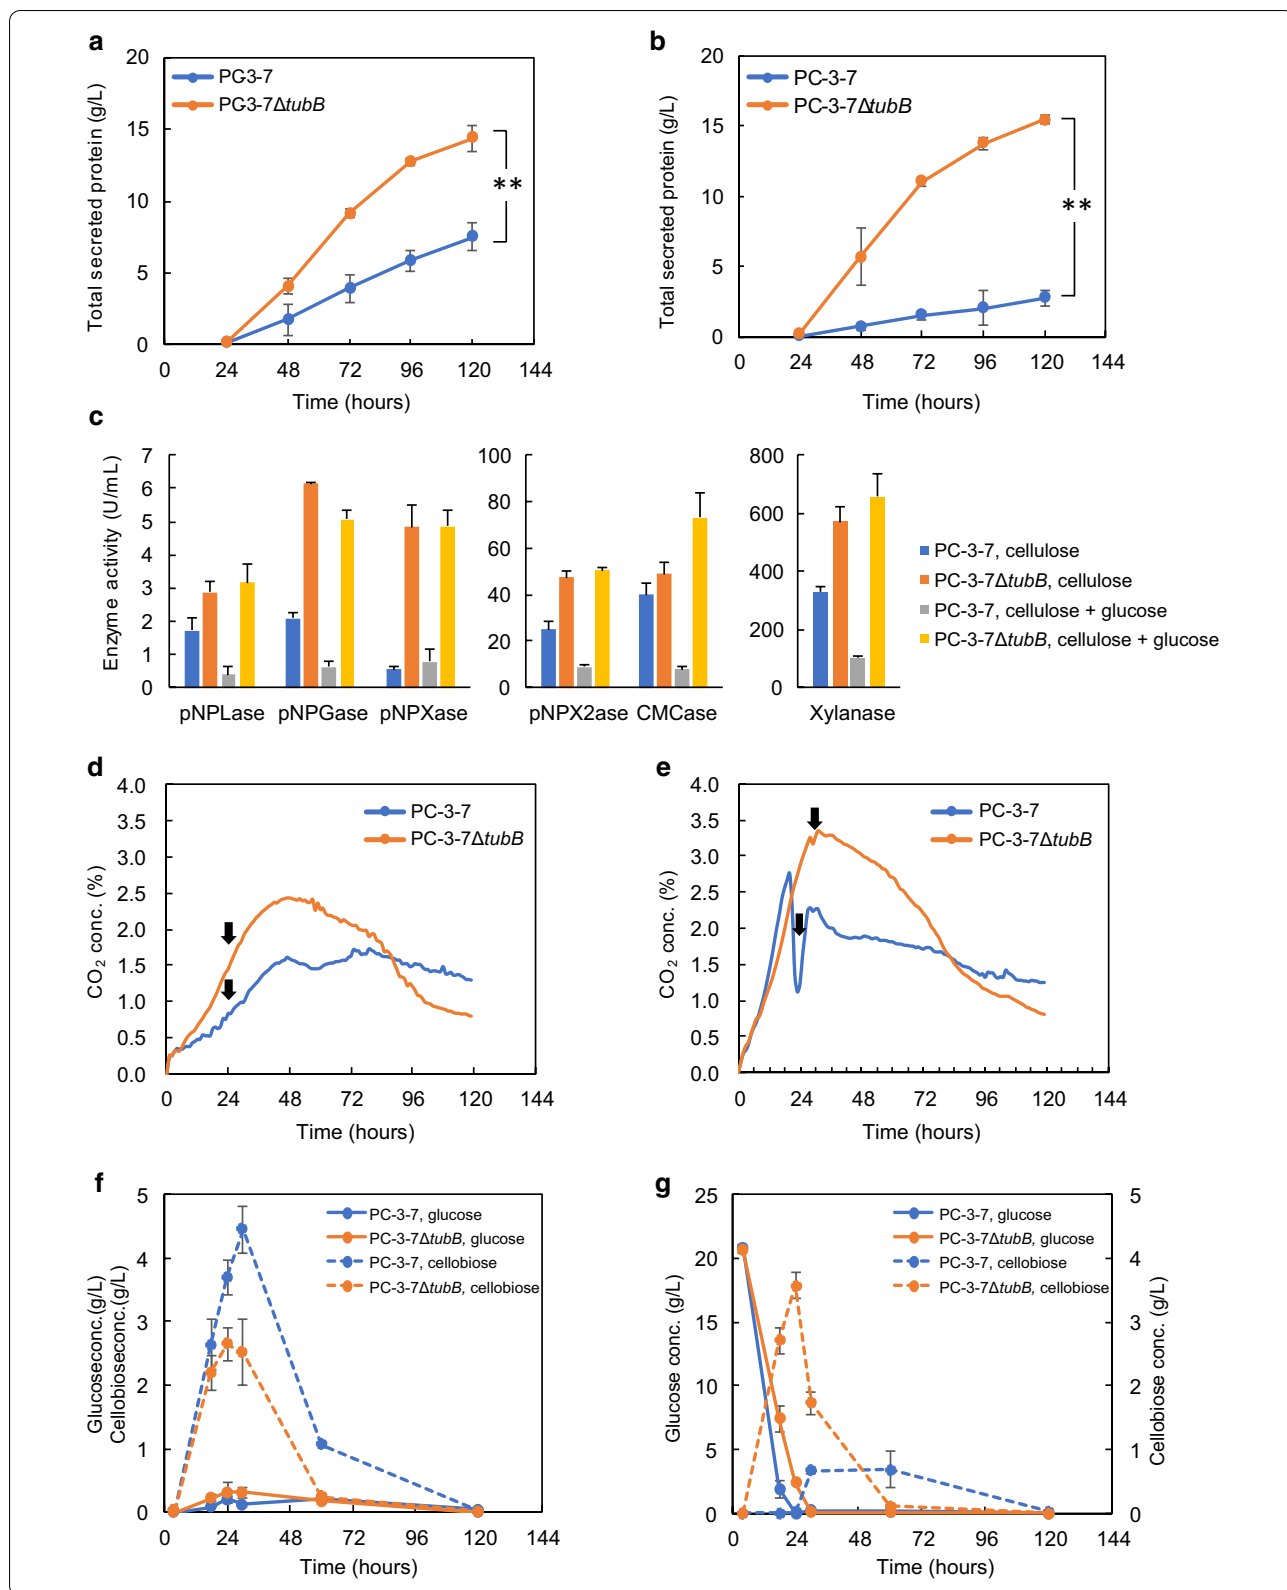 a
20
15
10
5
0
Total secreted protein (g/L)
PG3-7
PG3-7ΔtubB
**
0 24 48 72 96 120 144
Time (hours)
b
20
15
10
5
0
Total secreted protein (g/L)
PC-3-7
PC-3-7ΔtubB
**
0 24 48 72 96 120 144
Time (hours)
c
Enzyme activity (U/mL)
7
6
5
4
3
2
1
0
pNPLase pNPGase pNPXase
100
80
60
40
20
0
pNPX2ase CMCase
800
600
400
200
0
Xylanase
PC-3-7, cellulose
PC-3-7ΔtubB, cellulose
PC-3-7, cellulose + glucose
PC-3-7ΔtubB, cellulose + glucose
d
4.0
3.5
3.0
2.5
2.0
1.5
1.0
0.5
0.0
CO2 conc. (%)
PC-3-7
PC-3-7ΔtubB
0 24 48 72 96 120 144
Time (hours)
e
4.0
3.5
3.0
2.5
2.0
1.5
1.0
0.5
0.0
CO2 conc. (%)
PC-3-7
PC-3-7ΔtubB
0 24 48 72 96 120 144
Time (hours)
f
5
4
3
2
1
0
Glucoseconc.(g/L)
Cellobioseconc.(g/L)
PC-3-7, glucose
PC-3-7ΔtubB, glucose
PC-3-7, cellobiose
PC-3-7ΔtubB, cellobiose
0 24 48 72 96 120 144
Time (hours)
g
25
20
15
10
5
0
Glucose conc. (g/L)
PC-3-7, glucose
PC-3-7ΔtubB, glucose
PC-3-7, cellobiose
PC-3-7ΔtubB, cellobiose
5
4
3
2
1
0
Cellobiose conc. (g/L)
0 24 48 72 96 120 144
Time (hours)